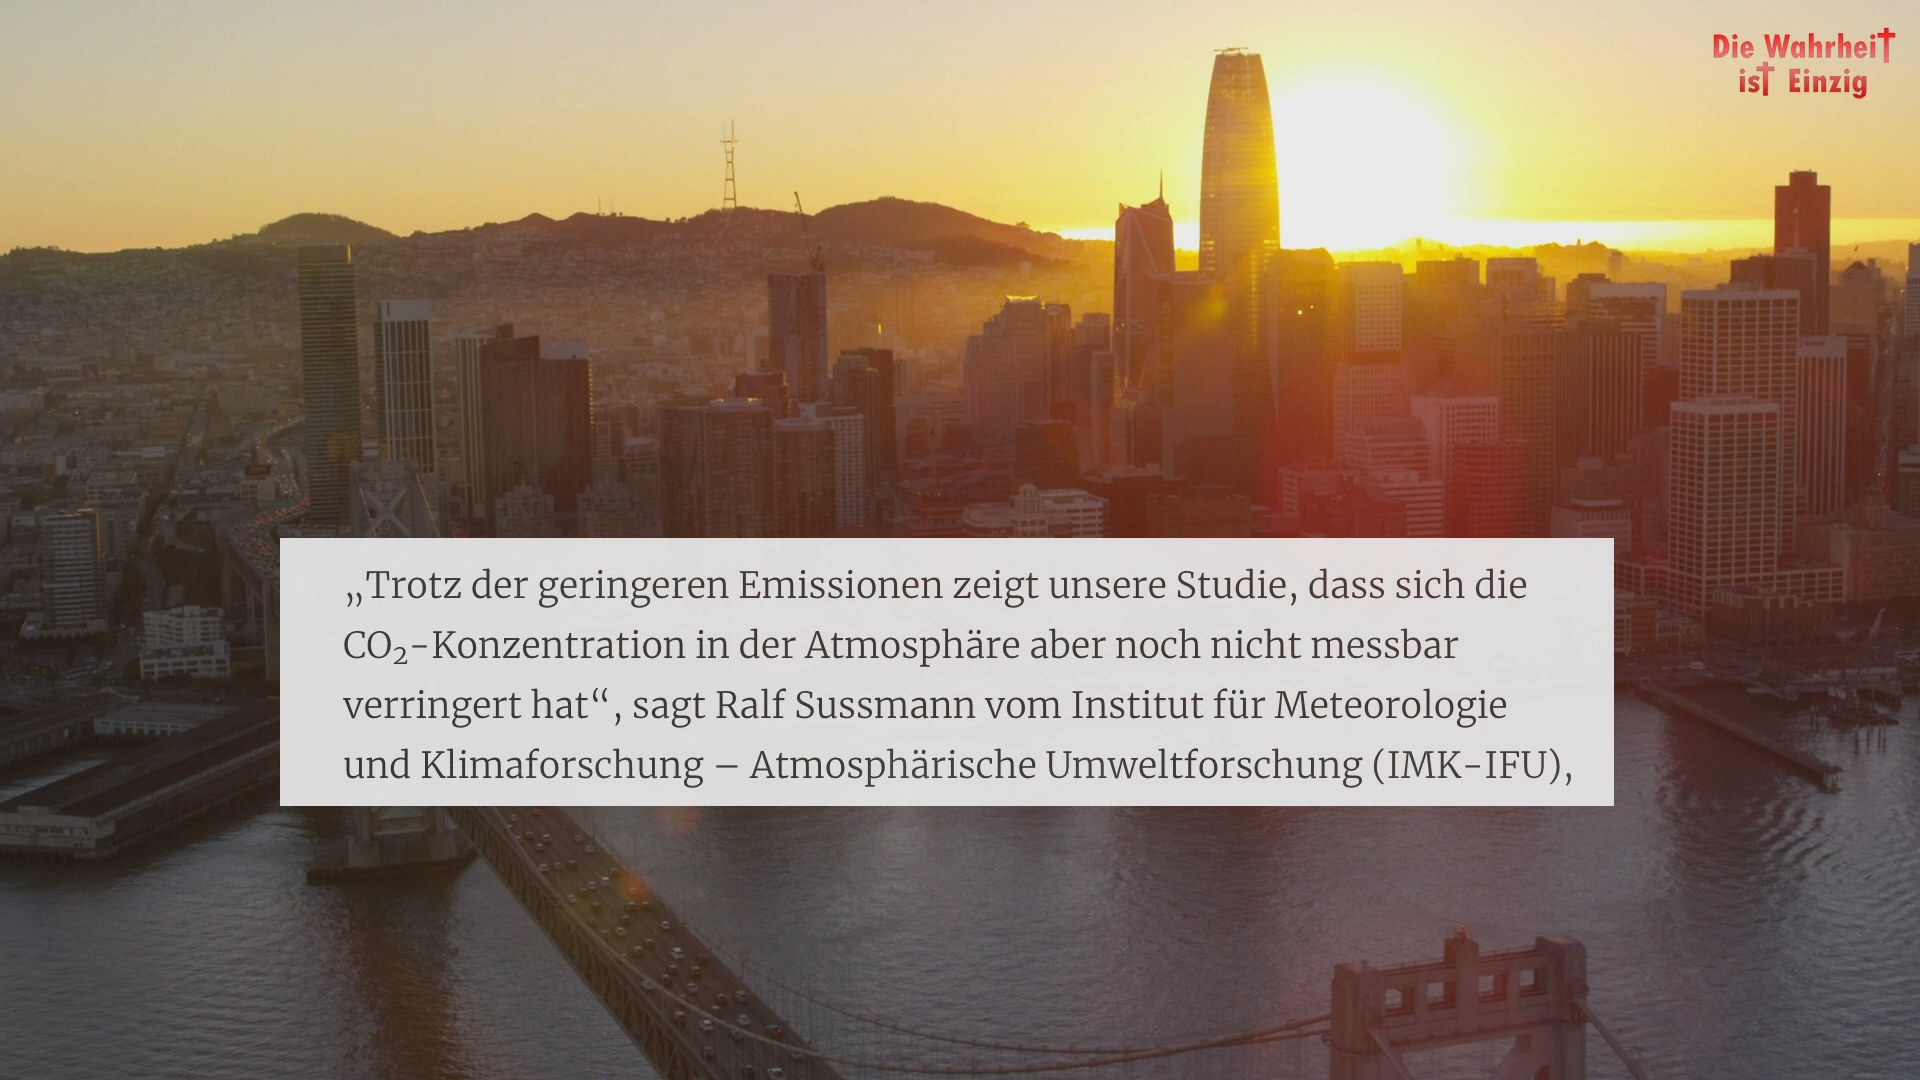 Die Wahrheit
ist Einzig
„Trotz der geringeren Emissionen zeigt unsere Studie, dass sich die
CO₂-Konzentration in der Atmosphäre aber noch nicht messbar
verringert hat“, sagt Ralf Sussmann vom Institut für Meteorologie
und Klimaforschung – Atmosphärische Umweltforschung (IMK-IFU),